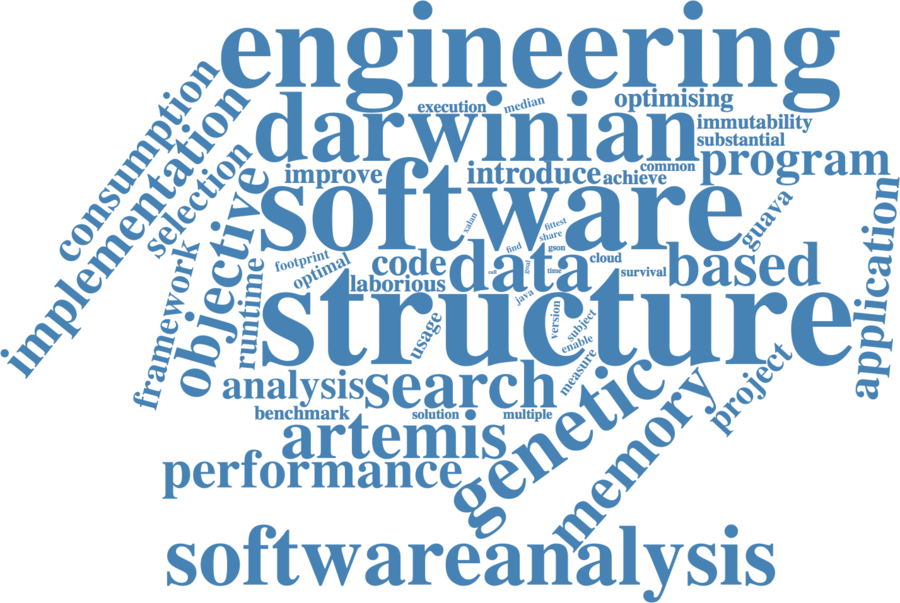 engineering
consumption
implementation
selection
darwinian
execution
median
optimising
immutability
substantial
program
common
improve
introduce
achieve
software
objective
framework
runtime
footprint
optimal
code
laborious
data
xalan
fittest
share
find
gson
goal
time
cloud
survival
based
guava
application
java
structure
usage
version
subject
enable
measure
analysis
search
benchmark
solution
multiple
project
genetic
memory
artemis
performance
softwareanalysis